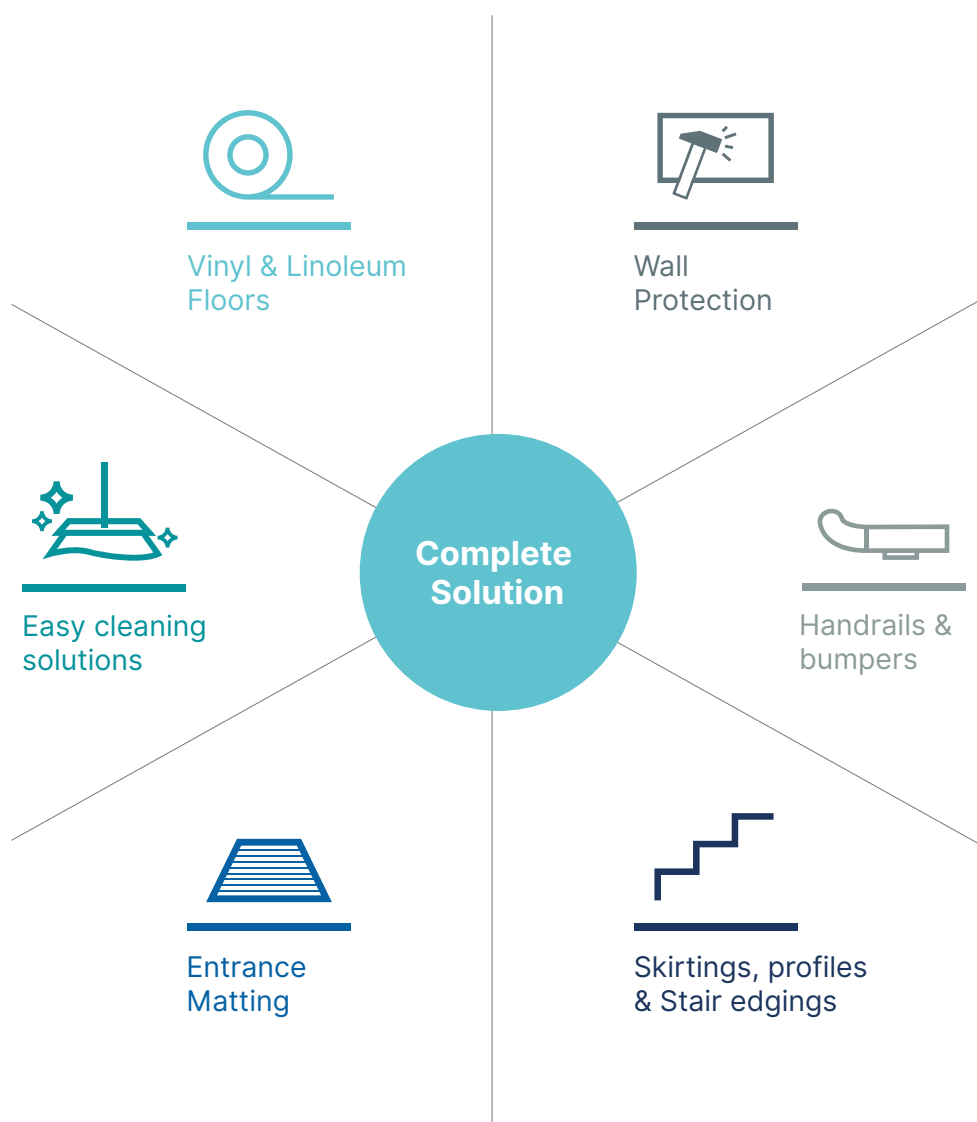 Vinyl & Linoleum
Floors
Wall
Protection
Complete
Solution
Easy cleaning
solutions
Handrails &
bumpers
Entrance
Matting
Skirtings, profiles
& Stair edgings